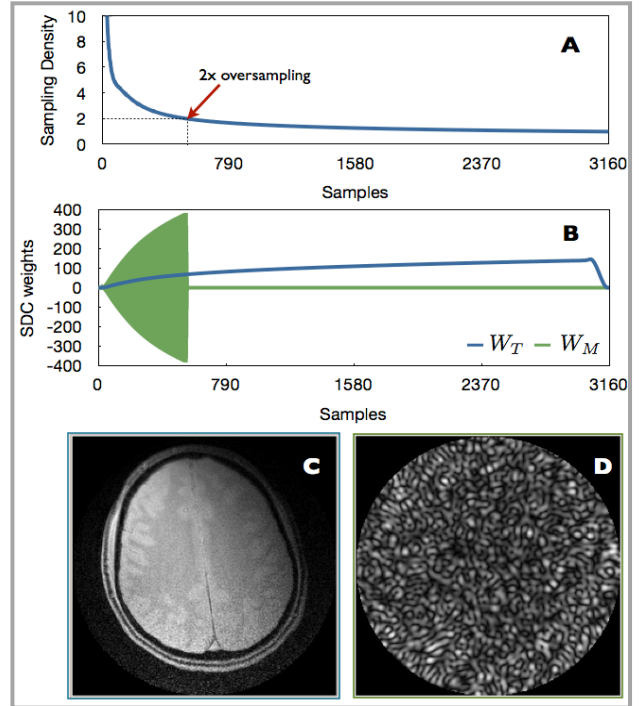 A
Sampling Density
10
8
6
4
2
0
2x oversampling
0 790 1580 2370 3160
Samples
B
SDC weights
400
300
200
100
0
-100
-200
-300
-400
W_T W_M
0 790 1580 2370 3160
Samples
C
D